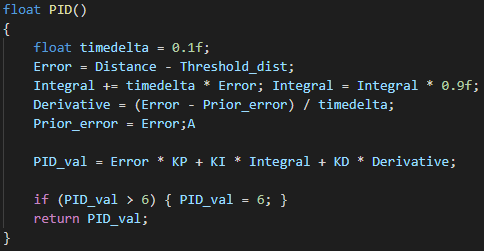 float PID()
{
    float timedelta = 0.1f;
    Error = Distance - Threshold_dist;
    Integral += timedelta * Error; Integral = Integral * 0.9f;
    Derivative = (Error - Prior_error) / timedelta;
    Prior_error = Error;A

    PID_val = Error * KP + KI * Integral + KD * Derivative;

    if (PID_val > 6) { PID_val = 6; }
    return PID_val;
}